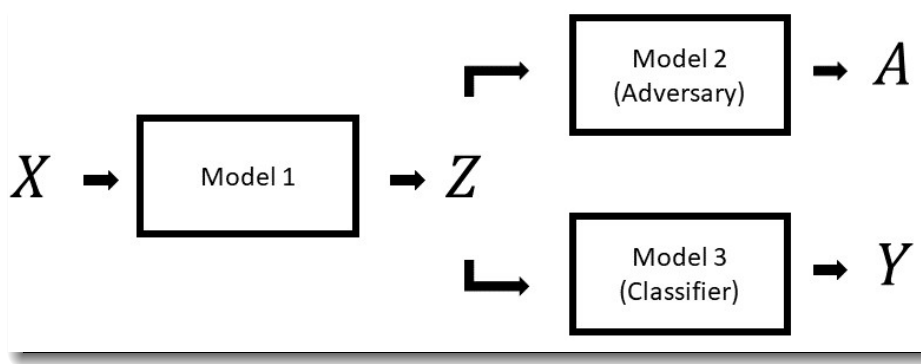 X
Model 1
Z
Model 2
(Adversary)
A
Model 3
(Classifier)
Y